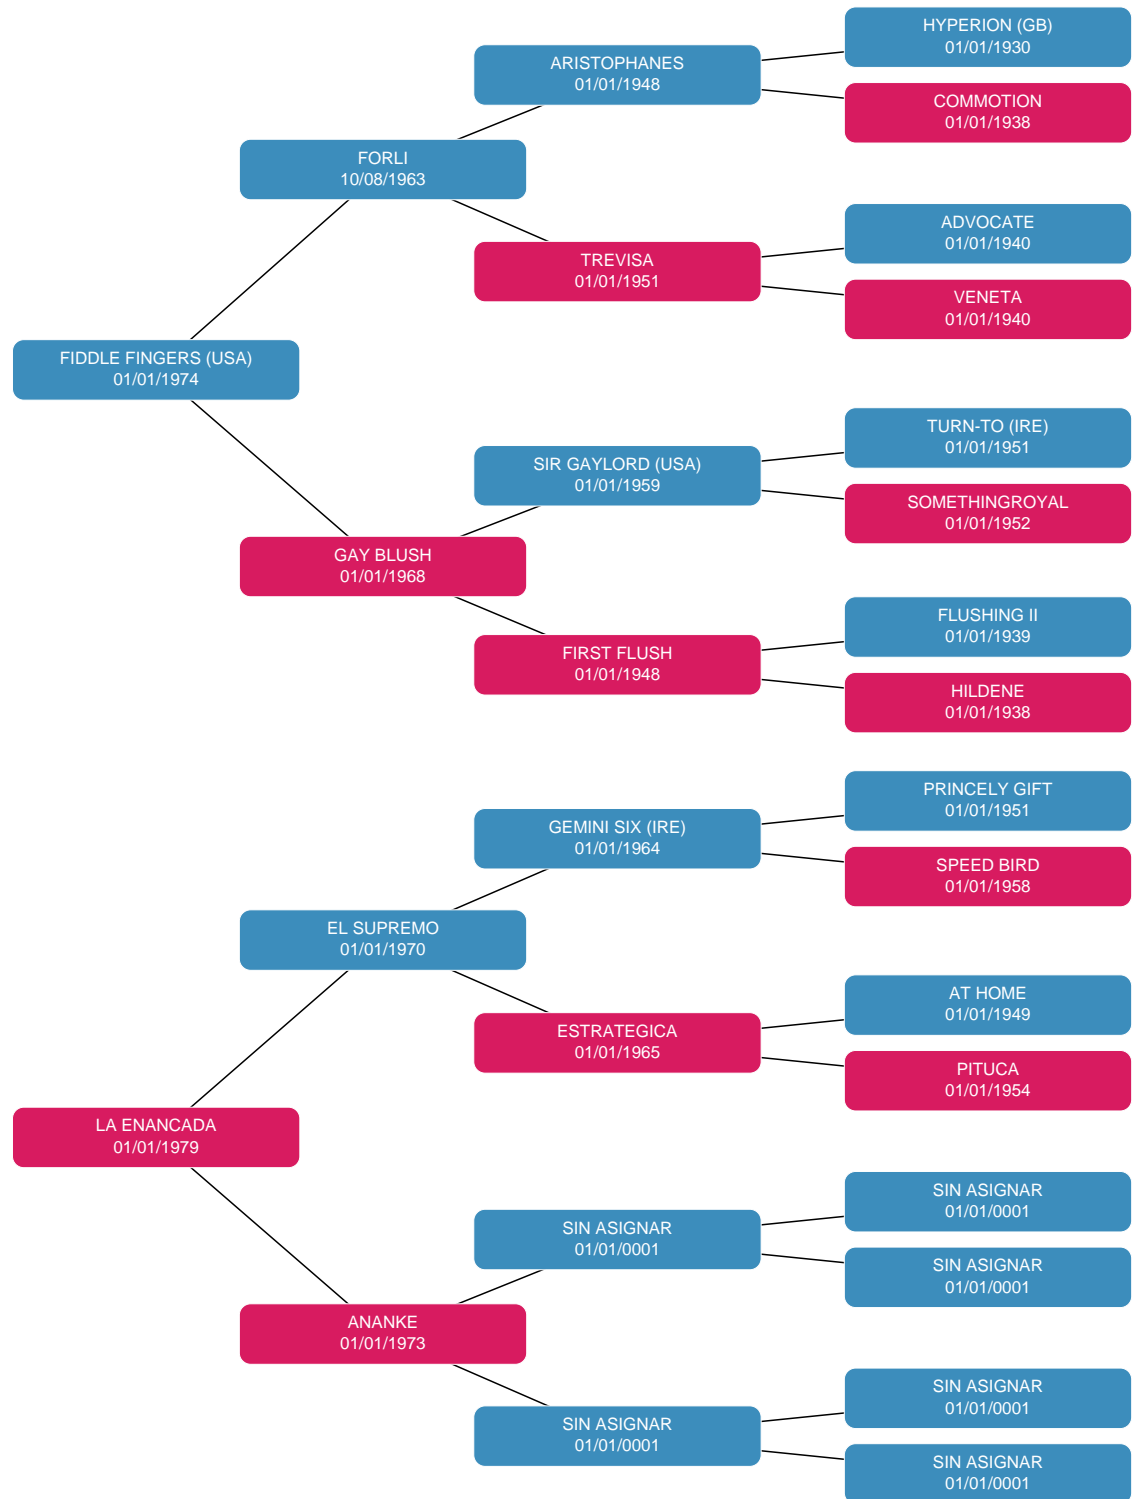 HYPERION (GB)
01/01/1930
ARISTOPHANES
01/01/1948
COMMOTION
01/01/1938
FORLI
10/08/1963
ADVOCATE
01/01/1940
TREVISA
01/01/1951
VENETA
01/01/1940
FIDDLE FINGERS (USA)
01/01/1974
TURN-TO (IRE)
01/01/1951
SIR GAYLORD (USA)
01/01/1959
SOMETHINGROYAL
01/01/1952
GAY BLUSH
01/01/1968
FLUSHING II
01/01/1939
FIRST FLUSH
01/01/1948
HILDENE
01/01/1938
PRINCELY GIFT
01/01/1951
GEMINI SIX (IRE)
01/01/1964
SPEED BIRD
01/01/1958
EL SUPREMO
01/01/1970
AT HOME
01/01/1949
ESTRATEGICA
01/01/1965
PITUCA
01/01/1954
LA ENANCADA
01/01/1979
SIN ASIGNAR
01/01/0001
SIN ASIGNAR
01/01/0001
SIN ASIGNAR
01/01/0001
ANANKE
01/01/1973
SIN ASIGNAR
01/01/0001
SIN ASIGNAR
01/01/0001
SIN ASIGNAR
01/01/0001